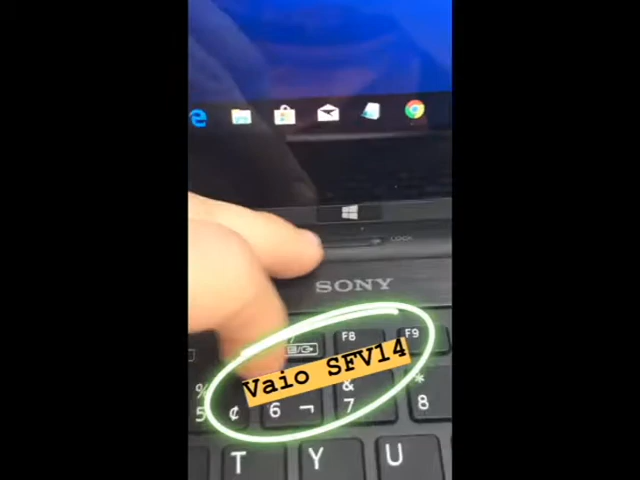 LOCK
SONY
F8 F9
Vaio SFV14
% & *
5 ¢ 6 ¬ 7 8
T Y U